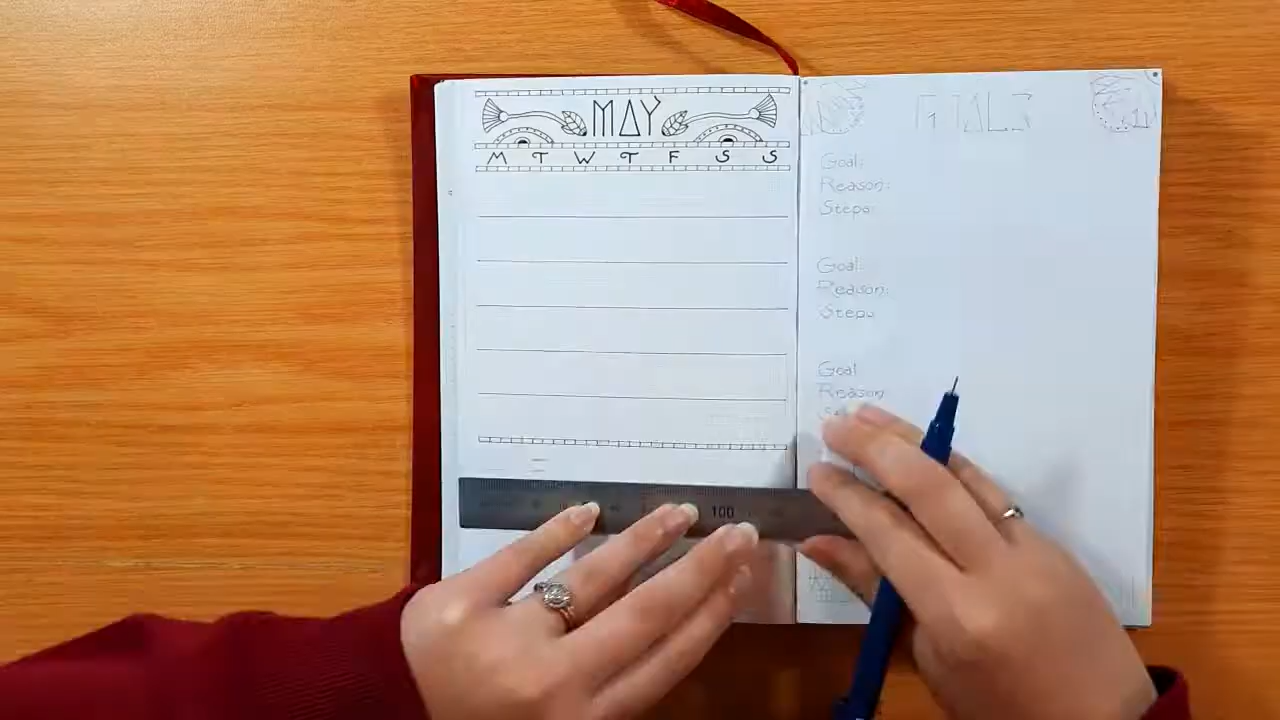 MAY
M T W T F S S
GOALS
Goal:
Reason:
Steps:
Goal:
Reason:
Steps
Goal
Reason
100